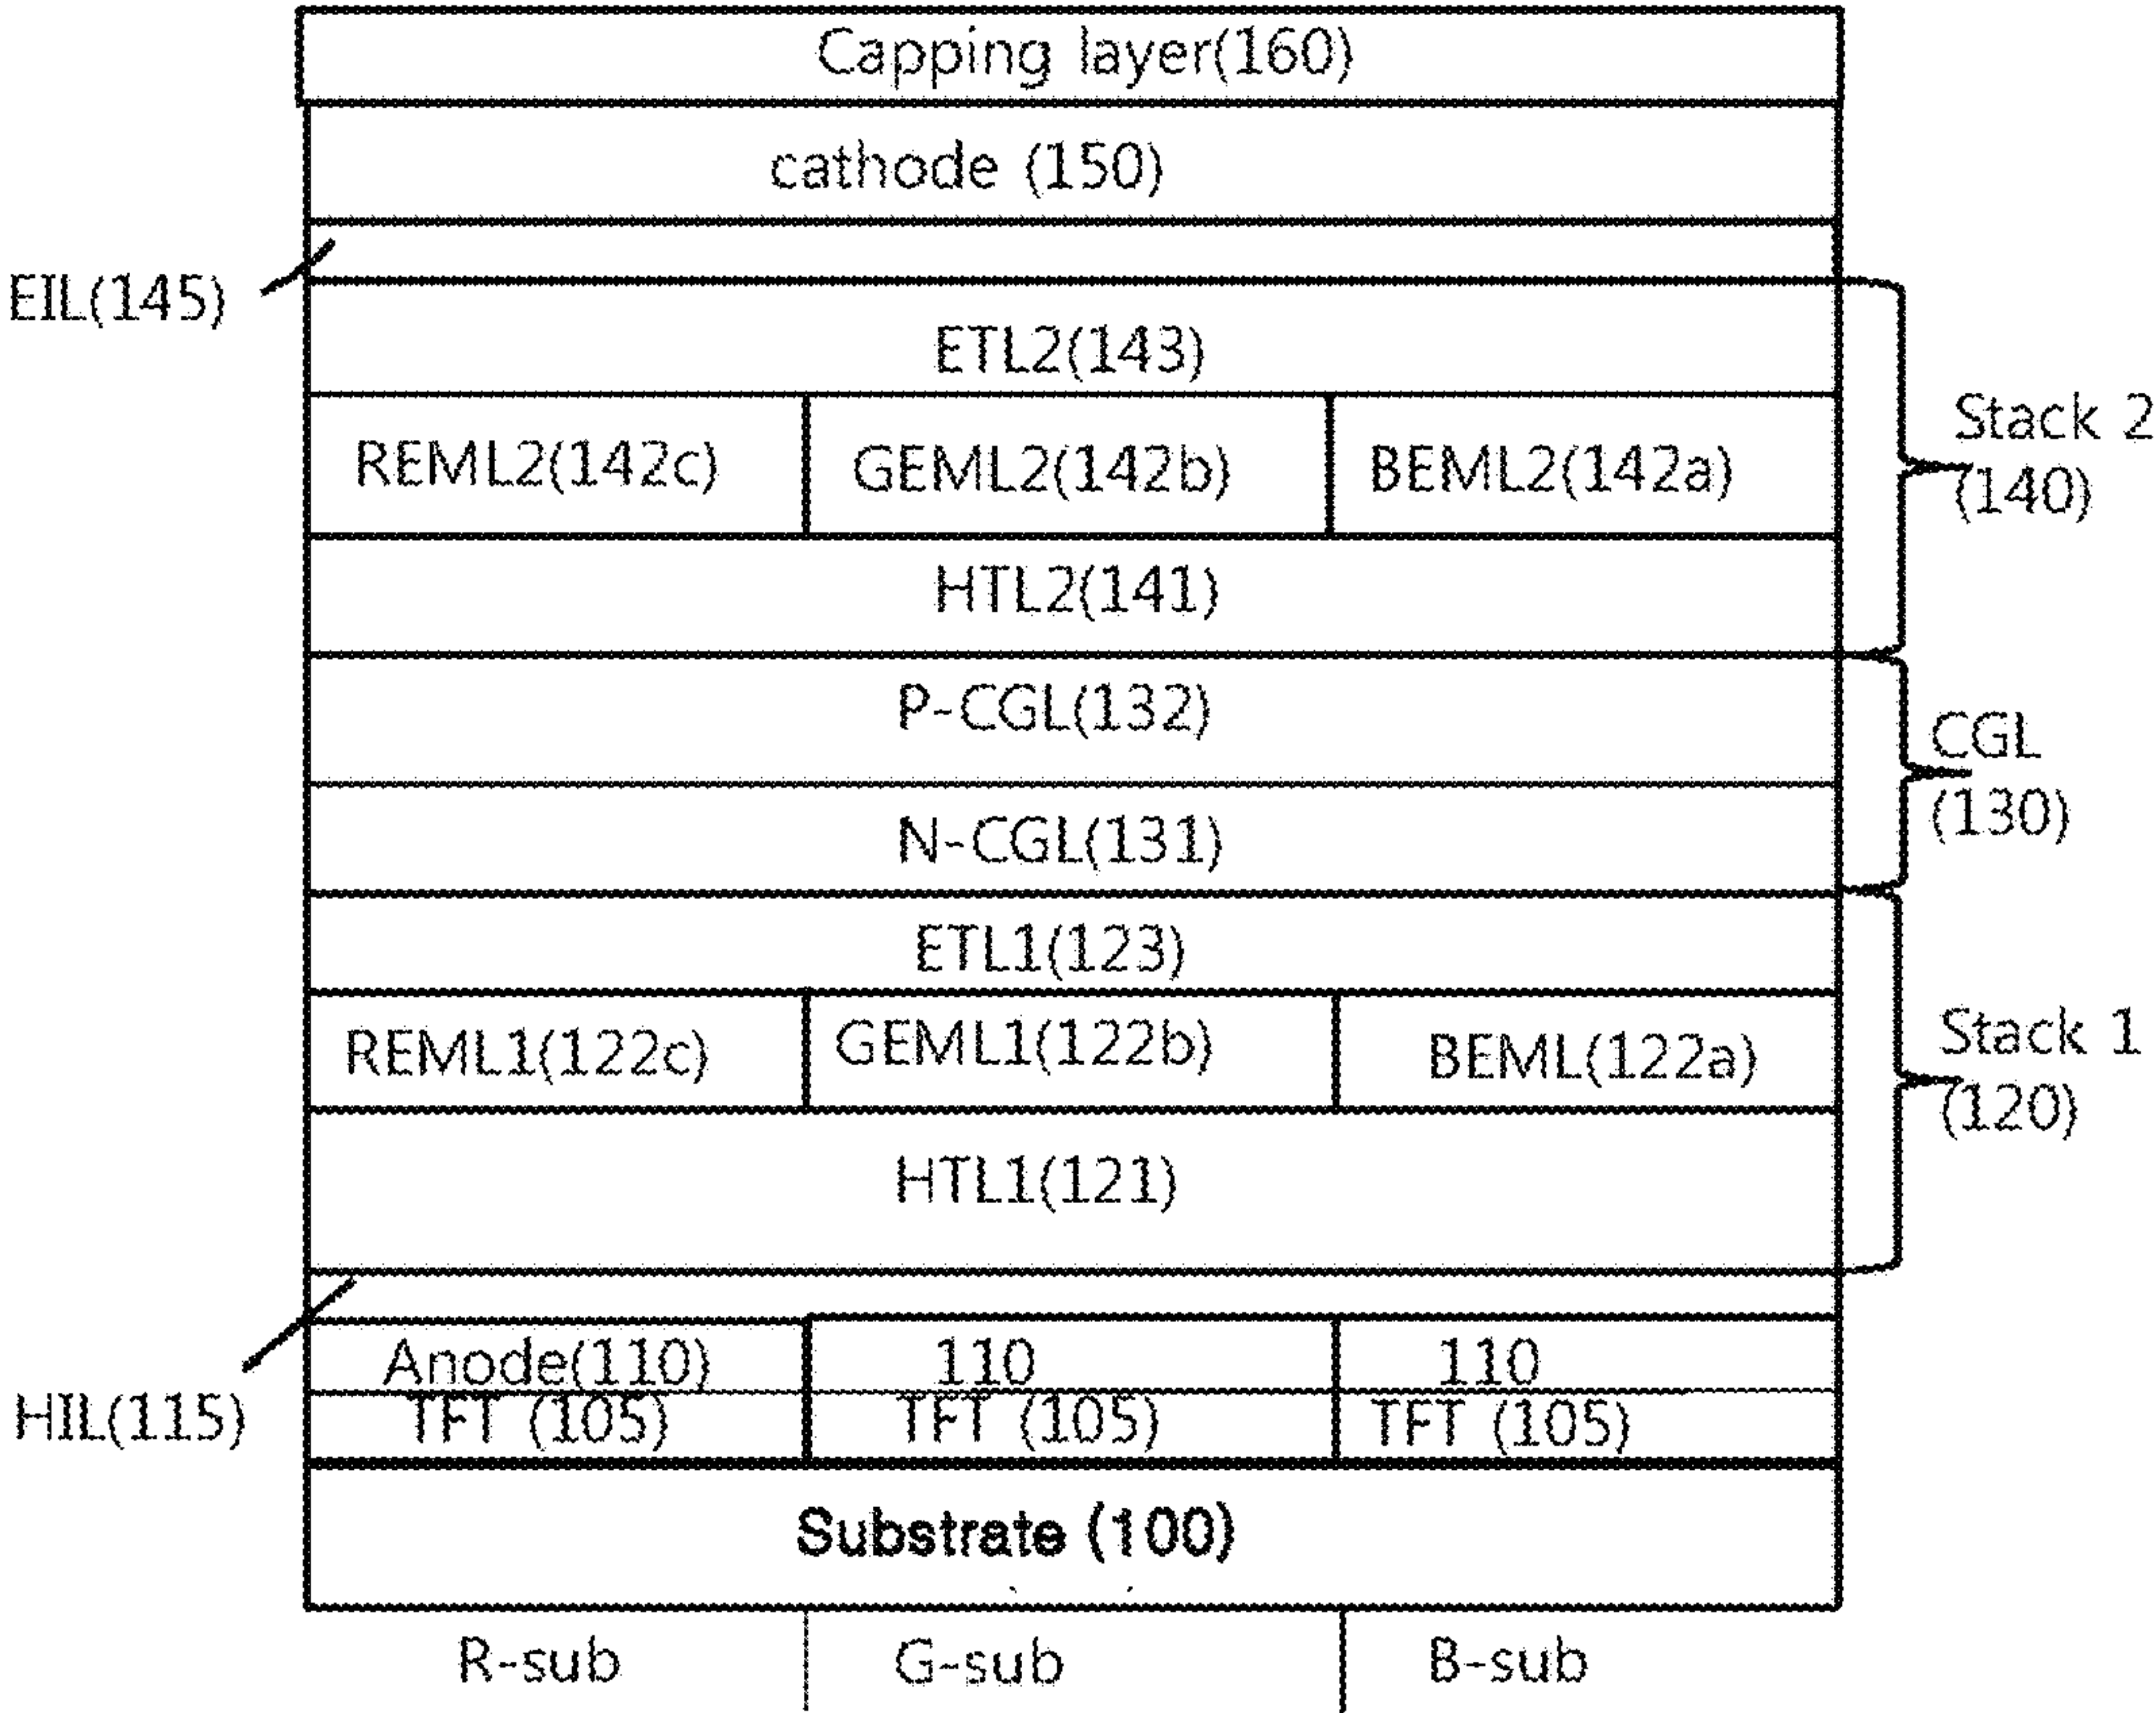 Capping layer(160)
cathode (150)
EIL(145)
ETL2(143)
REML2(142c)
GEML2(142b)
BEML2(142a)
Stack 2
(140)
HTL2(141)
P-CGL(132)
CGL
(130)
N-CGL(131)
ETL1(123)
REML1(122c)
GEML1(122b)
BEML(122a)
Stack 1
(120)
HTL1(121)
Anode(110)
110
110
HIL(115)
TFT (105)
TFT (105)
TFT (105)
Substrate (100)
R-sub
G-sub
B-sub